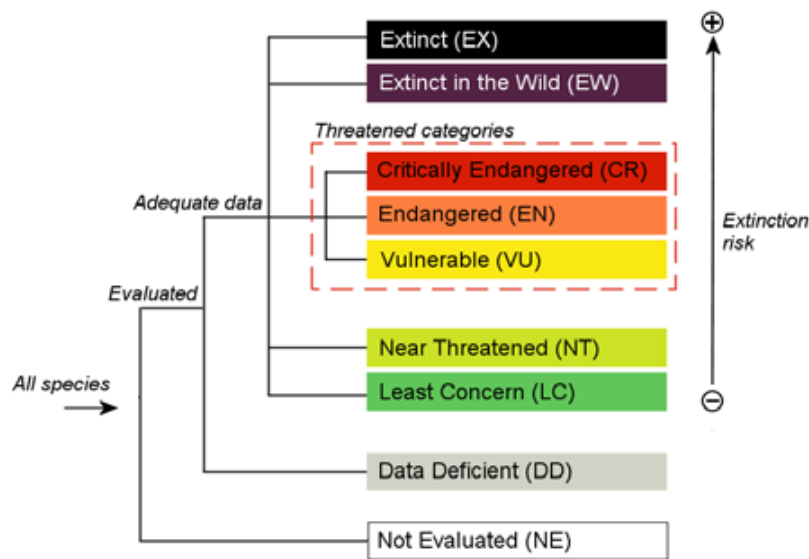 Extinct (EX)
Extinct in the Wild (EW)
Threatened categories
Critically Endangered (CR)
Adequate data
Endangered (EN)
Extinction
risk
Vulnerable (VU)
Evaluated
Near Threatened (NT)
All species
Least Concern (LC)
Data Deficient (DD)
Not Evaluated (NE)